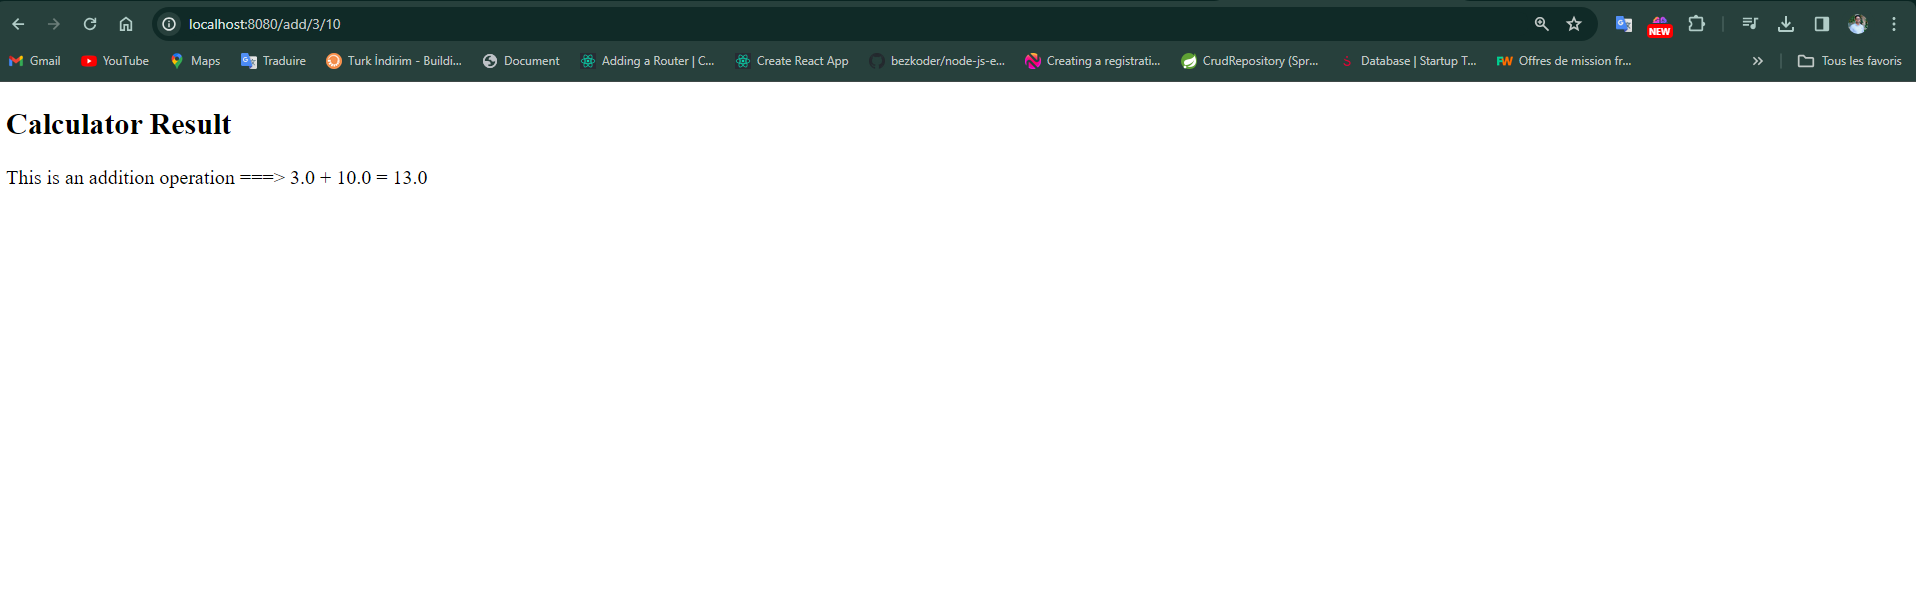 localhost:8080/add/3/10
NEW
Gmail YouTube Maps Traduire Turk İndirim - Buildi... Document Adding a Router | C... Create React App bezkoder/node-js-e... Creating a registrati... CrudRepository (Spr... S Database | Startup T... FW Offres de mission fr... » Tous les favoris
Calculator Result
This is an addition operation ===> 3.0 + 10.0 = 13.0